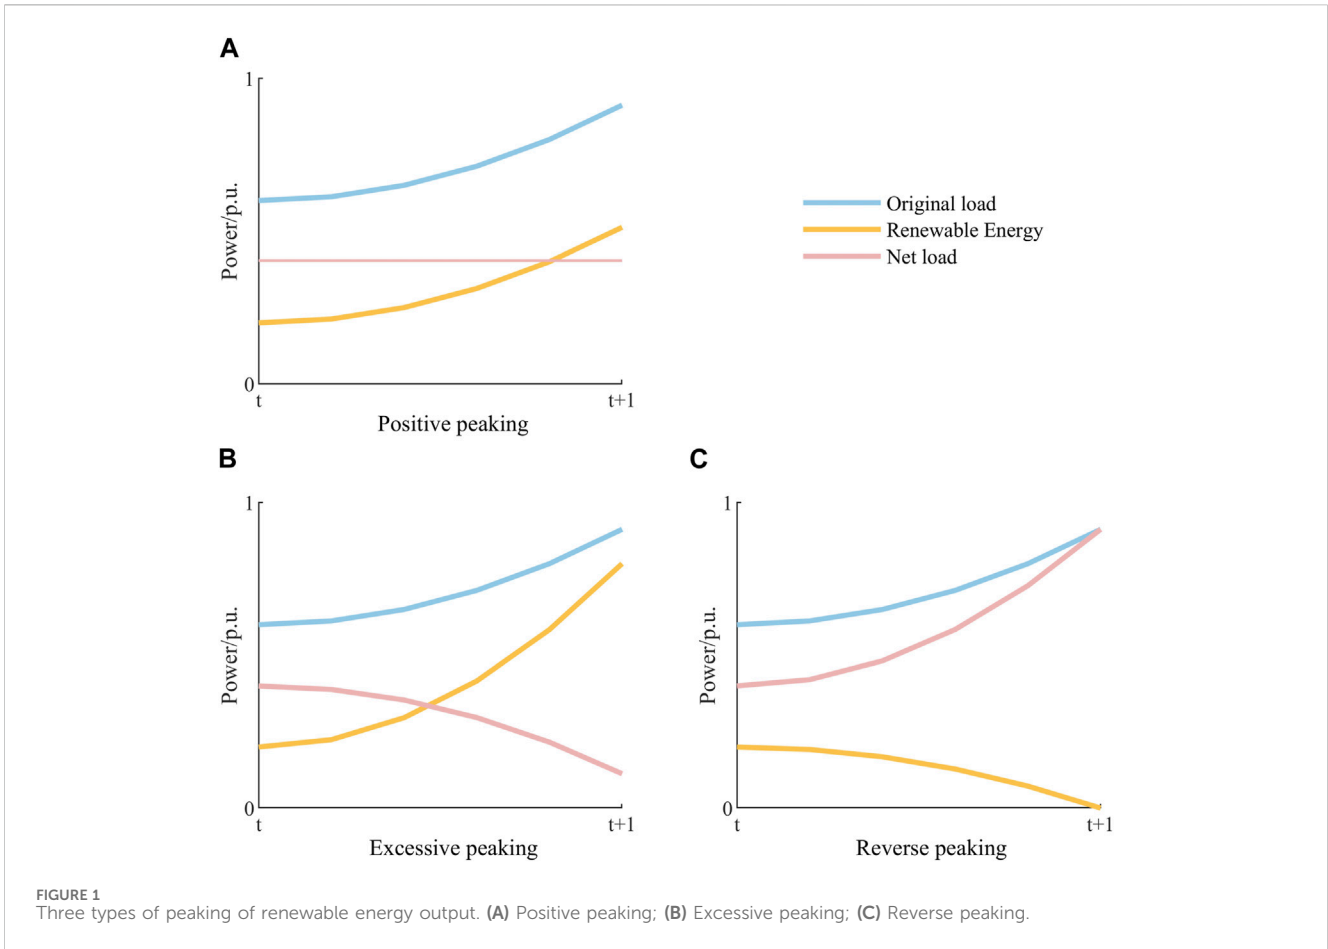 A
1
Power/p.u.
0
t
t+1
Positive peaking
Original load
Renewable Energy
Net load
B
1
Power/p.u.
0
t
t+1
Excessive peaking
C
1
Power/p.u.
0
t
t+1
Reverse peaking
FIGURE 1
Three types of peaking of renewable energy output. (A) Positive peaking; (B) Excessive peaking; (C) Reverse peaking.